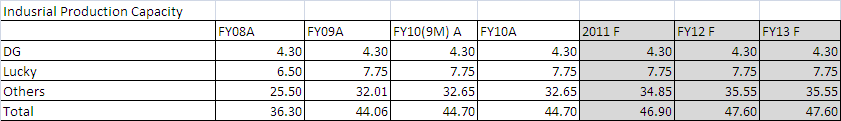 Indusrial Production Capacity
FY08A FY09A FY10(9M) A FY10A 2011 F FY12 F FY13 F
DG 4.30 4.30 4.30 4.30 4.30 4.30 4.30
Lucky 6.50 7.75 7.75 7.75 7.75 7.75 7.75
Others 25.50 32.01 32.65 32.65 34.85 35.55 35.55
Total 36.30 44.06 44.70 44.70 46.90 47.60 47.60